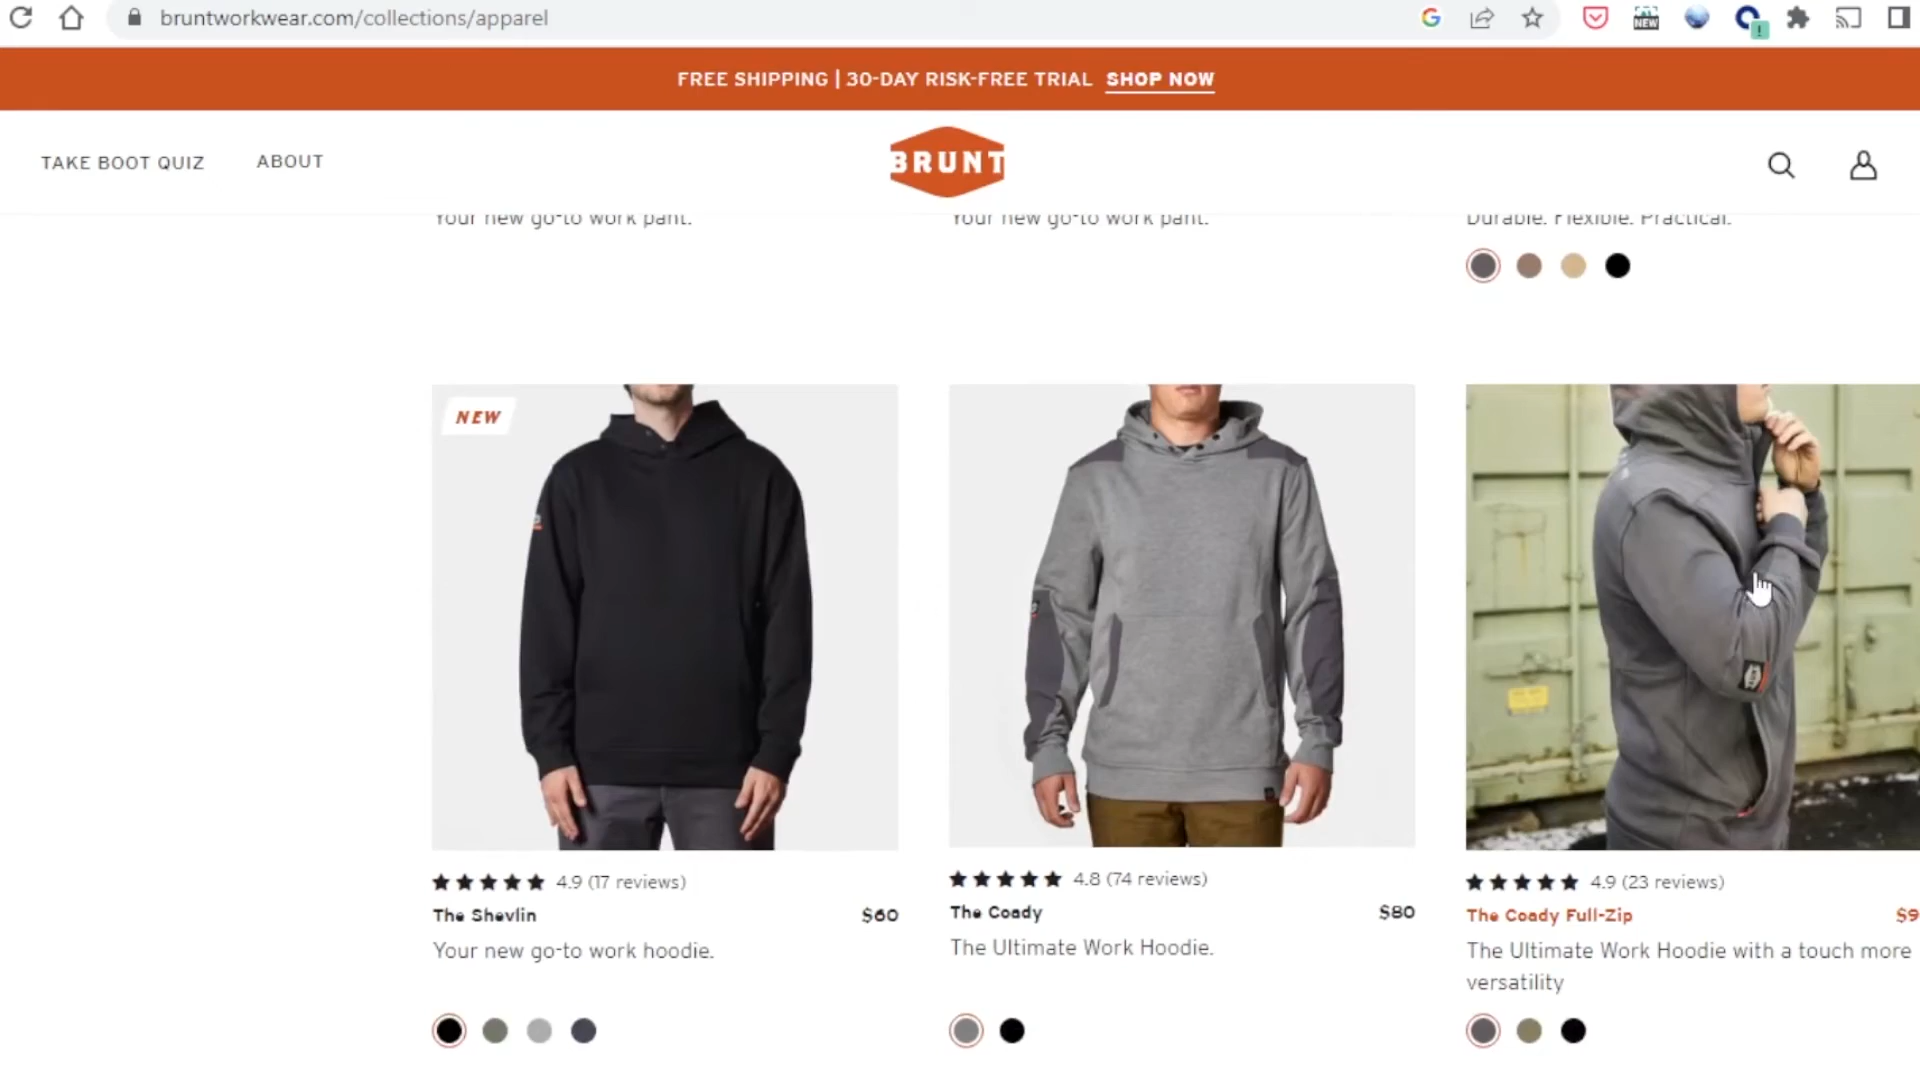 bruntworkwear.com/collections/apparel
NEW
FREE SHIPPING | 30-DAY RISK-FREE TRIAL SHOP NOW
TAKE BOOT QUIZ
ABOUT
BRUNT
Your new go-to work pant.
Your new go-to work pant.
Durable. Flexible. Practical.
NEW
4.9 (17 reviews)
The Shevlin
$60
Your new go-to work hoodie.
4.8 (74 reviews)
The Coady
$80
The Ultimate Work Hoodie.
4.9 (23 reviews)
The Coady Full-Zip
$9
The Ultimate Work Hoodie with a touch more
versatility